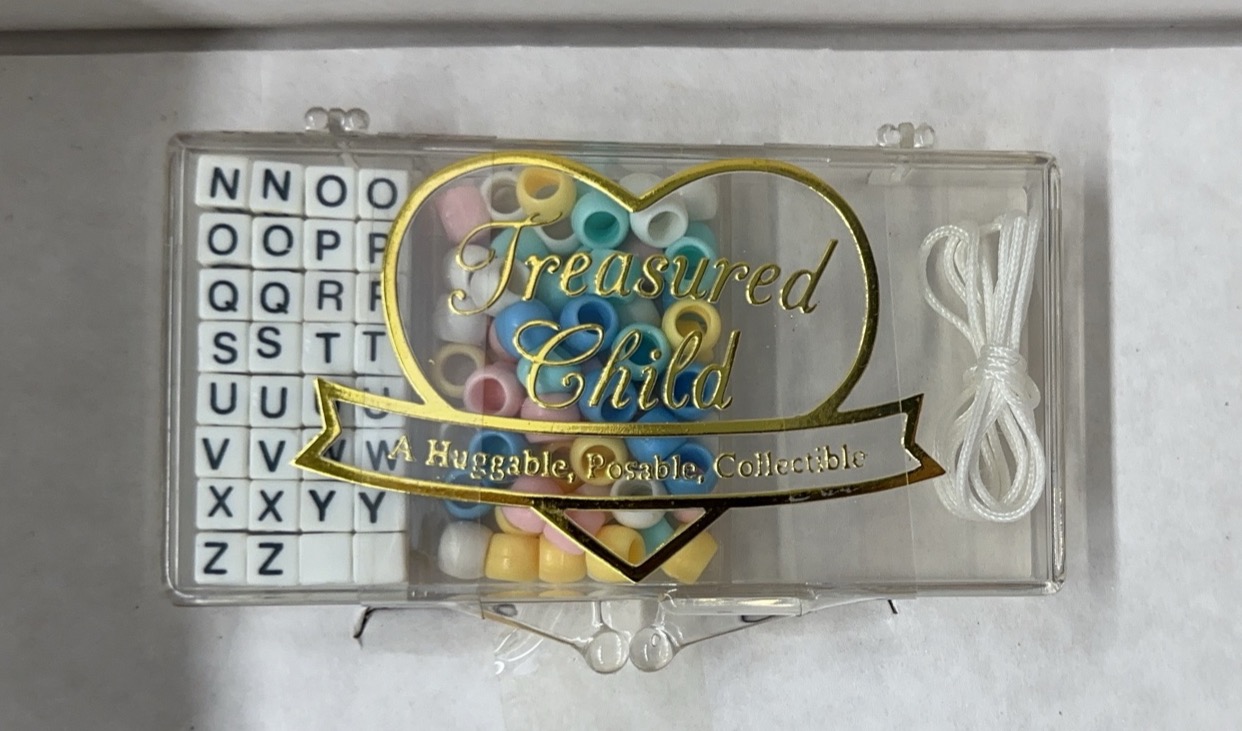 N N O O
O O P P
Q Q R R
S S T T
U U U U
V V W W
X X Y Y
Z Z
Treasured
Child
A Huggable, Posable, Collectible